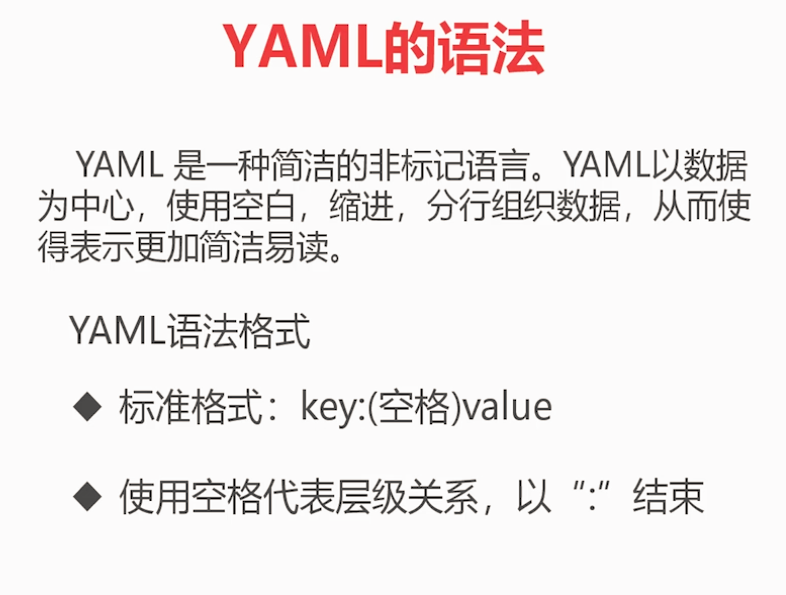 YAML的语法
YAML 是一种简洁的非标记语言。YAML以数据
为中心，使用空白，缩进，分行组织数据，从而使
得表示更加简洁易读。
YAML语法格式
◆ 标准格式：key:(空格)value
◆ 使用空格代表层级关系，以“:”结束